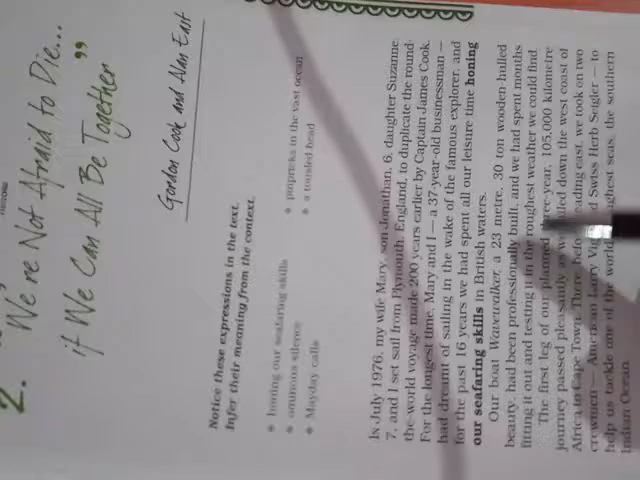 2.
We're Not Afraid to Die...
if We Can All Be Together”
Gordon Cook and Alan East
Notice these expressions in the text.
Infer their meaning from the context.
honing our seafaring skills
ominous silence
Mayday calls
pinpricks in the vast ocean
a tousled head
In July 1976, my wife Mary, son Jonathan, 6, daughter Suzanne,
7, and I set sail from Plymouth, England, to duplicate the round-
the-world voyage made 200 years earlier by Captain James Cook.
For the longest time, Mary and I — a 37-year-old businessman —
had dreamt of sailing in the wake of the famous explorer, and
for the past 16 years we had spent all our leisure time honing
our seafaring skills in British waters.
Our boat Wavewalker, a 23 metre, 30 ton wooden-hulled
beauty, had been professionally built, and we had spent months
fitting it out and testing it in the roughest weather we could find.
The first leg of our planned three-year, 105,000 kilometre
journey passed pleasantly as we sailed down the west coast of
Africa to Cape Town. There, before heading east, we took on two
crewmen — American Larry Swiss Herb Seigler — to
help us tackle one of the world roughest seas, the southern
Indian Ocean.